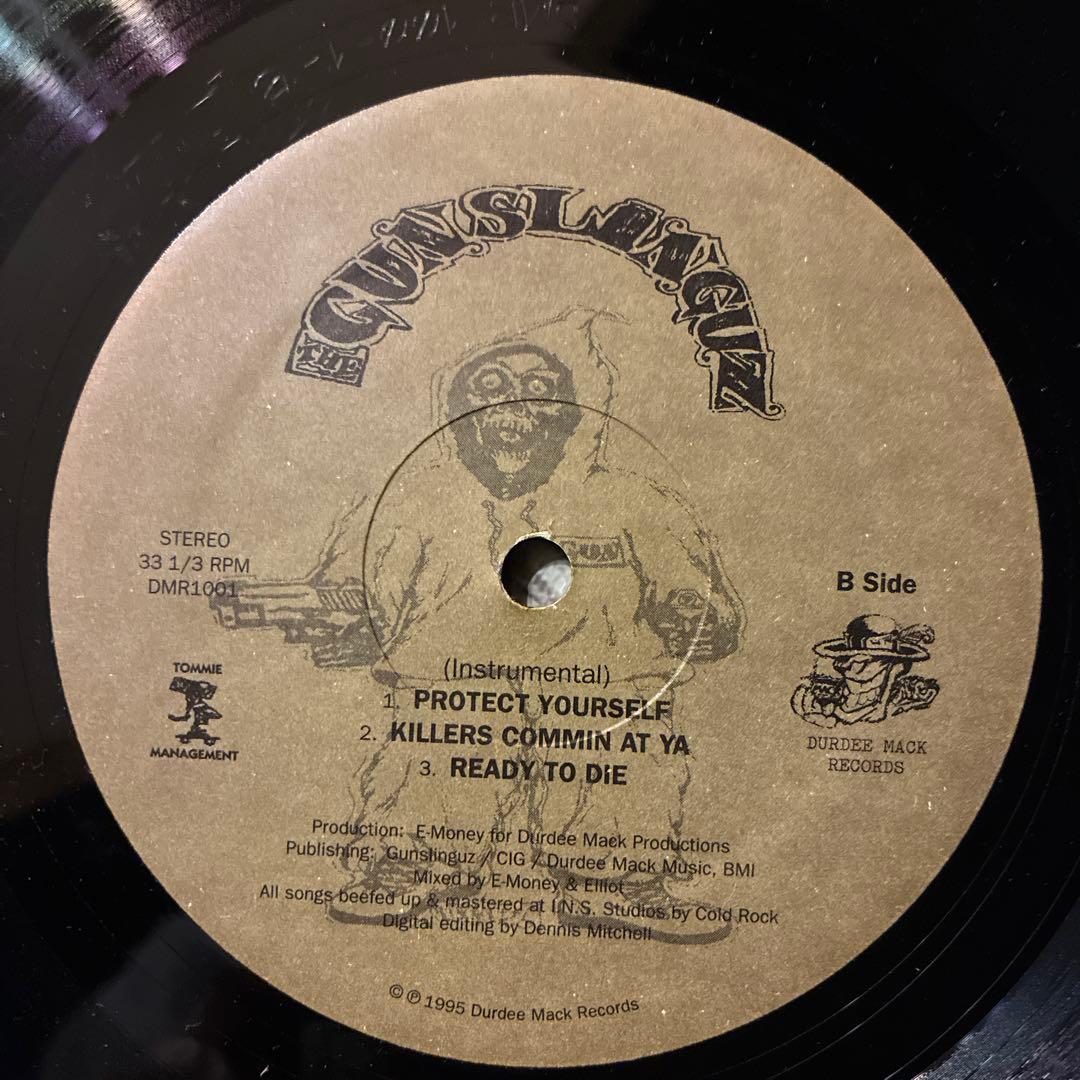 THE GUNSLINGUZ
STEREO
33 1/3 RPM
DMR1001
B Side
TOMMIE
MANAGEMENT
DURDEE MACK
RECORDS
(Instrumental)
1. PROTECT YOURSELF
2. KILLERS COMMIN AT YA
3. READY TO DIE
Production: E-Money for Durdee Mack Productions
Publishing: Gunslinguz / CIG / Durdee Mack Music, BMI
Mixed by E-Money & Elliot
All songs beefed up & mastered at I.N.S. Studios by Cold Rock
Digital editing by Dennis Mitchell
© ℗ 1995 Durdee Mack Records